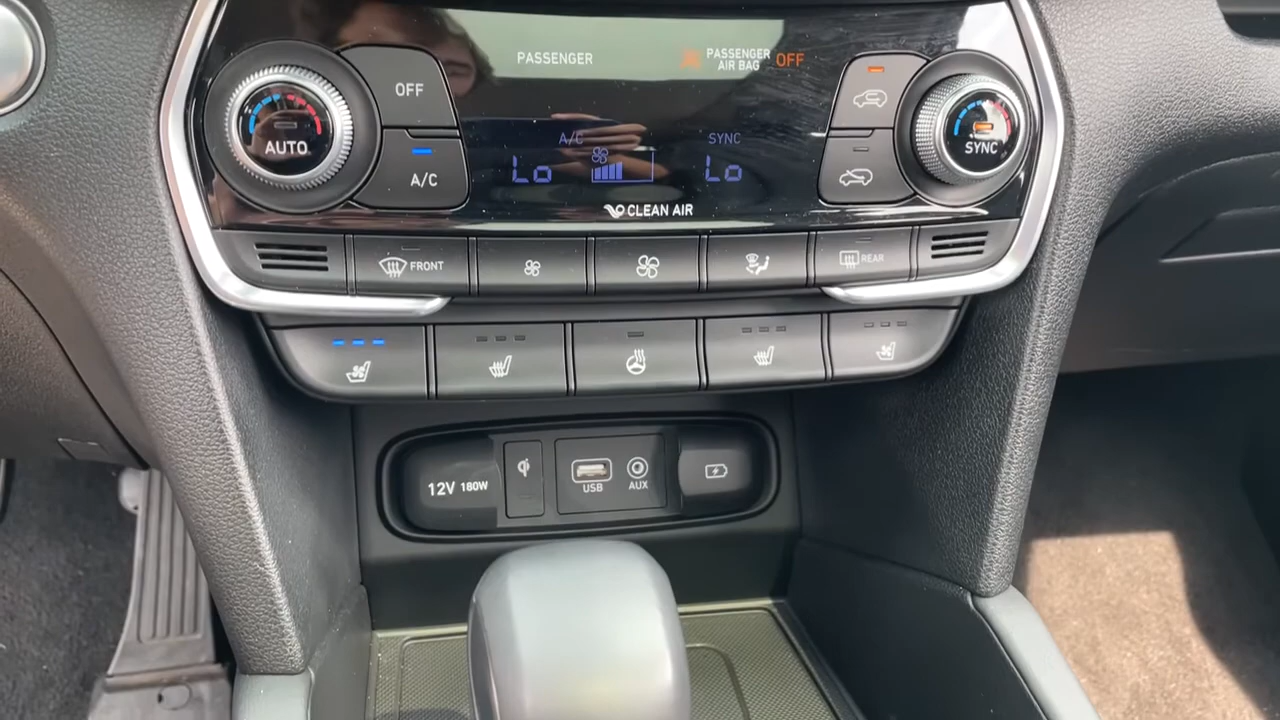 PASSENGER
PASSENGER
AIR BAG OFF
OFF
AUTO
A/C
A/C
SYNC
Lo
Lo
SYNC
CLEAN AIR
FRONT
REAR
12V 180W
USB
AUX